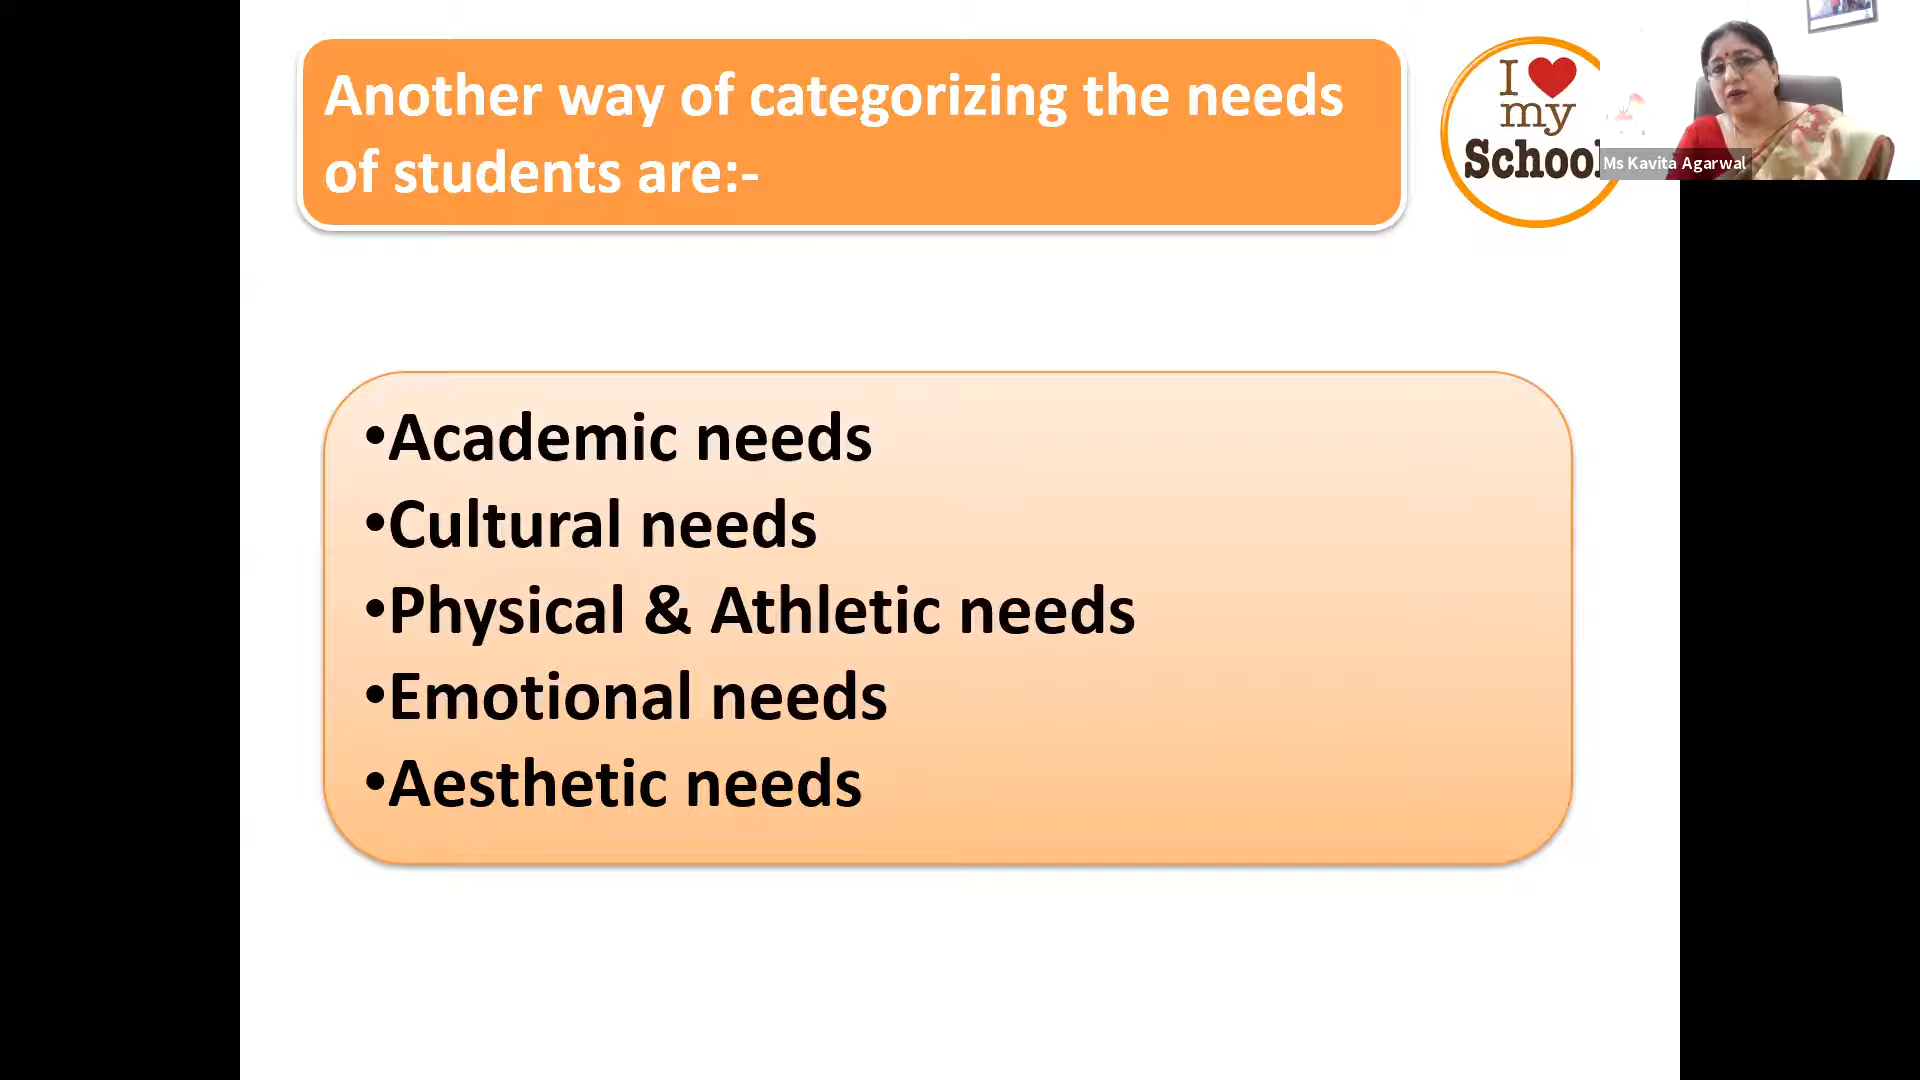 Another way of categorizing the needs
of students are:-
I
my
School
Ms Kavita Agarwal
•Academic needs
•Cultural needs
•Physical & Athletic needs
•Emotional needs
•Aesthetic needs